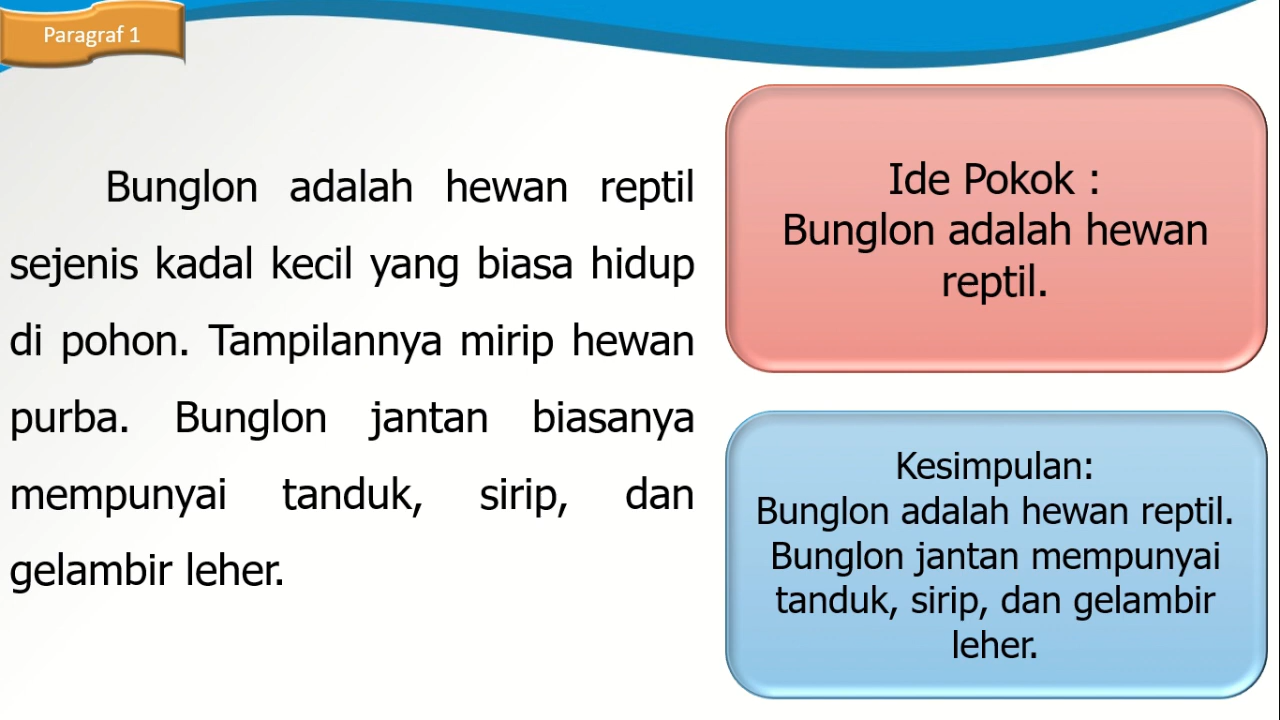 Paragraf 1
Bunglon adalah hewan reptil
sejenis kadal kecil yang biasa hidup
di pohon. Tampilannya mirip hewan
purba. Bunglon jantan biasanya
mempunyai tanduk, sirip, dan
gelambir leher.
Ide Pokok :
Bunglon adalah hewan
reptil.
Kesimpulan:
Bunglon adalah hewan reptil.
Bunglon jantan mempunyai
tanduk, sirip, dan gelambir
leher.